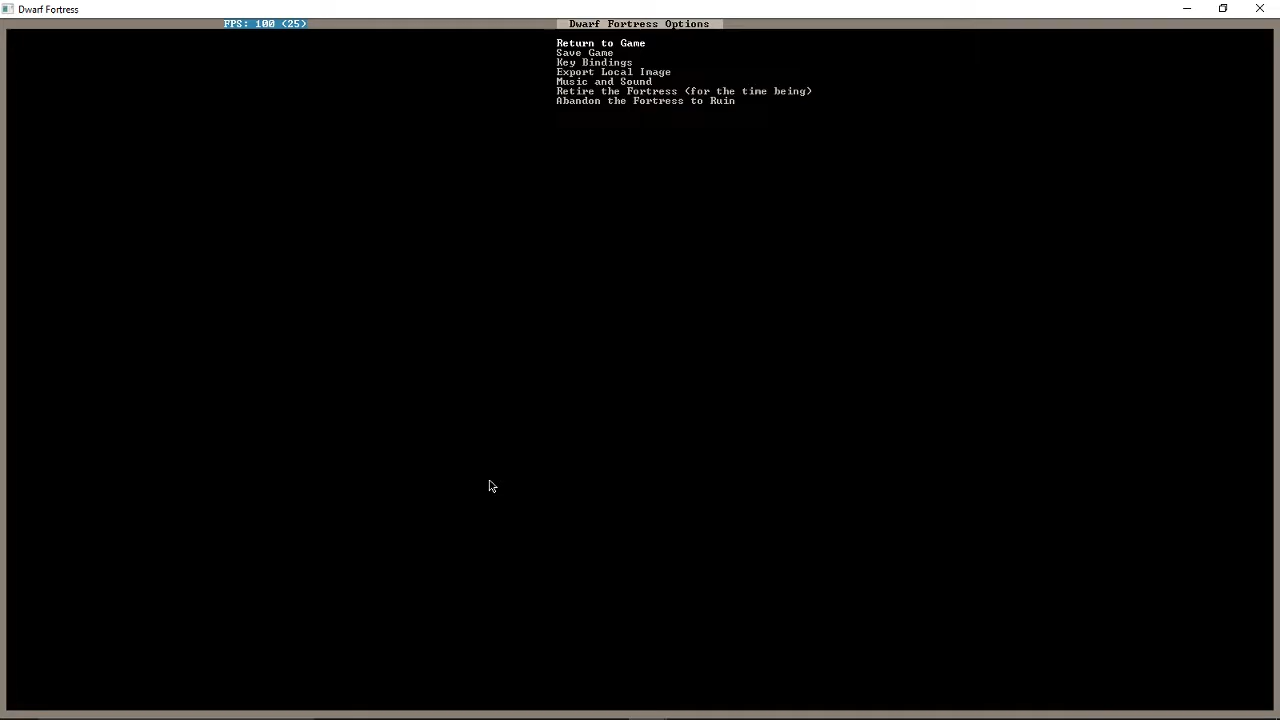 Dwarf Fortress
FPS: 100 (25)
Dwarf Fortress Options
Return to Game
Save Game
Key Bindings
Export Local Image
Music and Sound
Retire the Fortress (for the time being)
Abandon the Fortress to Ruin